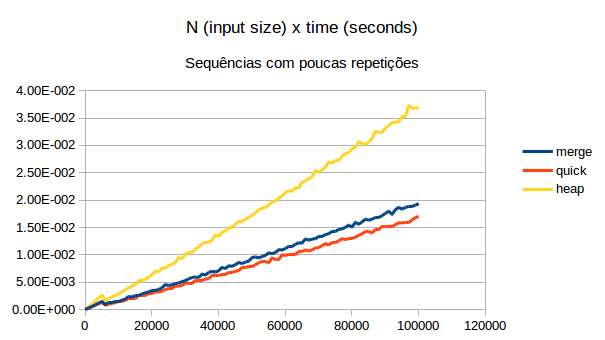 N (input size) x time (seconds)
Sequências com poucas repetições
4.00E-002
3.50E-002
3.00E-002
2.50E-002
2.00E-002
1.50E-002
1.00E-002
5.00E-003
0.00E+000
0 20000 40000 60000 80000 100000 120000
merge
quick
heap